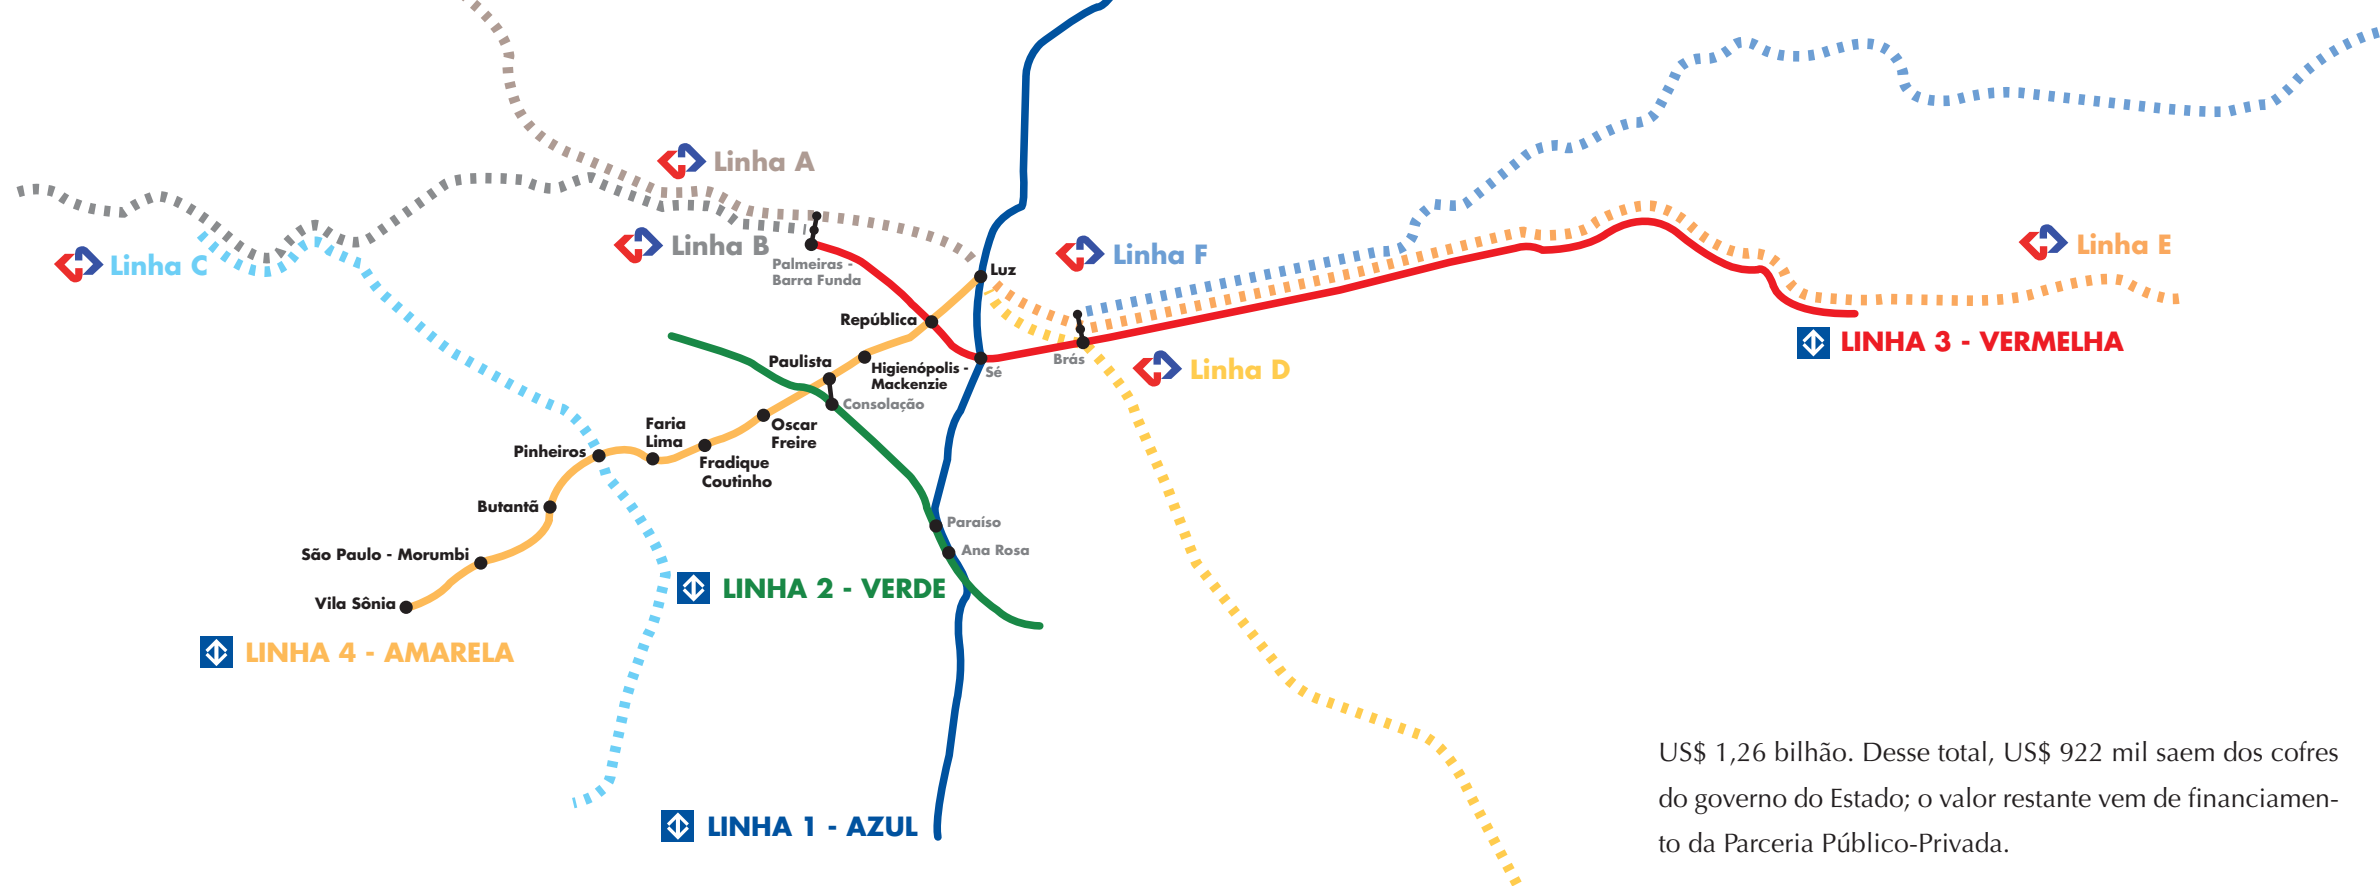 Linha A
Linha B
Linha C
Palmeiras -
Barra Funda
Luz
Linha F
Linha E
República
LINHA 3 - VERMELHA
Paulista
Higienópolis -
Mackenzie
Sé
Brás
Linha D
Consolação
Faria
Lima
Oscar
Freire
Pinheiros
Fradique
Coutinho
Butantã
Paraíso
Ana Rosa
São Paulo - Morumbi
LINHA 2 - VERDE
Vila Sônia
LINHA 4 - AMARELA
LINHA 1 - AZUL
US$ 1,26 bilhão. Desse total, US$ 922 mil saem dos cofres
do governo do Estado; o valor restante vem de financiamen-
to da Parceria Público-Privada.